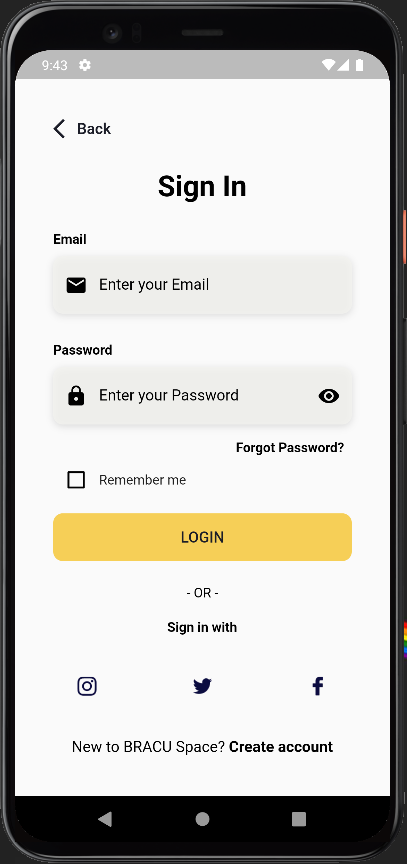 9:43
Back
Sign In
Email
Enter your Email
Password
Enter your Password
Forgot Password?
Remember me
LOGIN
- OR -
Sign in with
New to BRACU Space? Create account